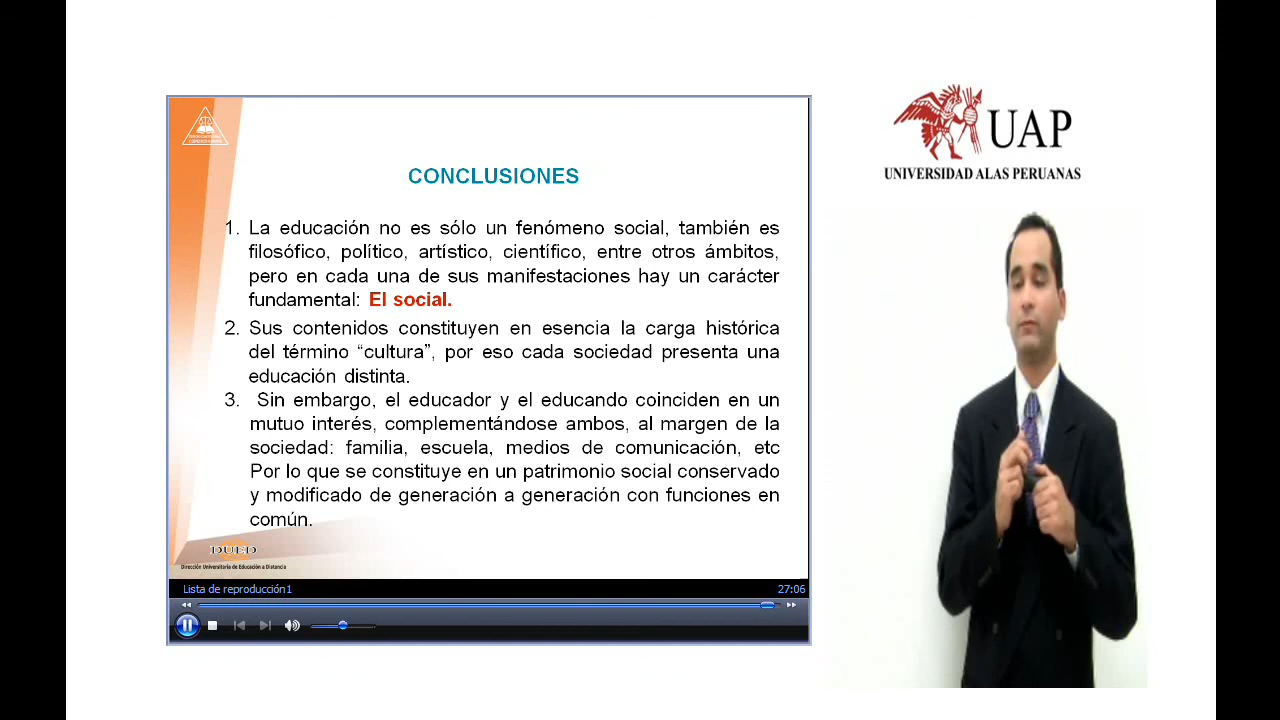 UAP
UNIVERSIDAD ALAS PERUANAS
CONCLUSIONES
1. La educación no es sólo un fenómeno social, también es
filosófico, político, artístico, científico, entre otros ámbitos,
pero en cada una de sus manifestaciones hay un carácter
fundamental: El social.
2. Sus contenidos constituyen en esencia la carga histórica
del término “cultura”, por eso cada sociedad presenta una
educación distinta.
3. Sin embargo, el educador y el educando coinciden en un
mutuo interés, complementándose ambos, al margen de la
sociedad: familia, escuela, medios de comunicación, etc
Por lo que se constituye en un patrimonio social conservado
y modificado de generación a generación con funciones en
común.
DUED
Dirección Universitaria de Educación a Distancia
Lista de reproducción1
27:06